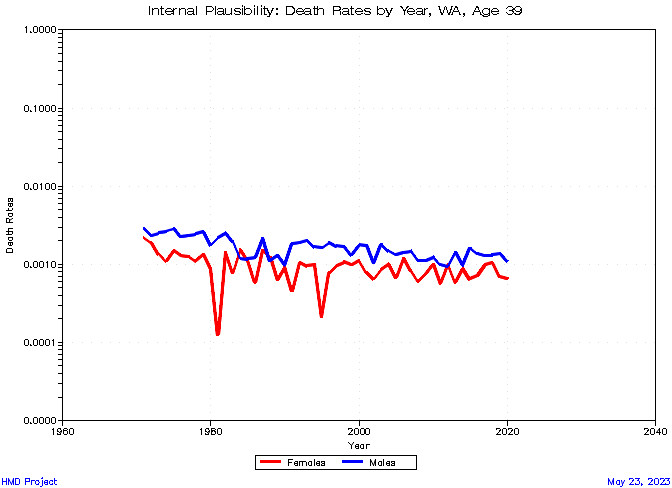 Internal Plausibility: Death Rates by Year, WA, Age 39
1.0000
0.1000
0.0100
0.0010
0.0001
0.0000
Death Rates
1960
1980
2000
2020
2040
Year
Females
Males
HMD Project
May 23, 2023